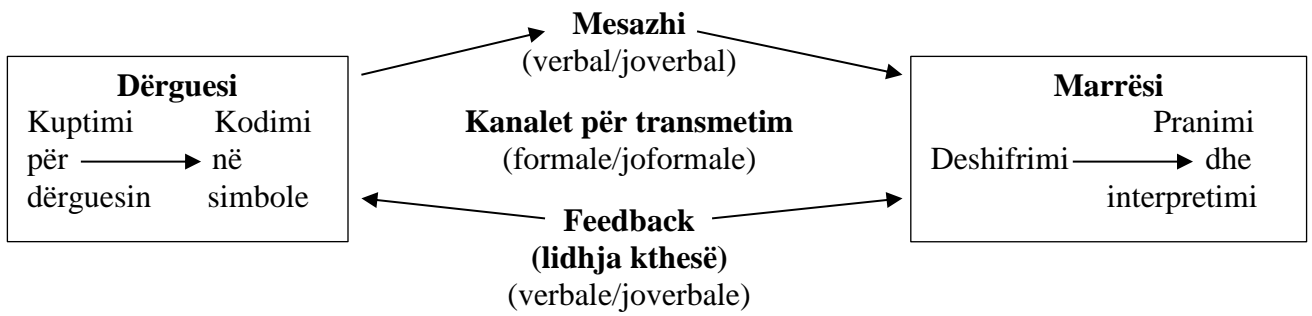 Mesazhi
(verbal/joverbal)
Dërguesi
Kuptimi Kodimi
për në
dërguesin simbole
Kanalet për transmetim
(formale/joformale)
Marrësi
Pranimi
Deshifrimi dhe
interpretimi
Feedback
(lidhja kthesë)
(verbale/joverbale)